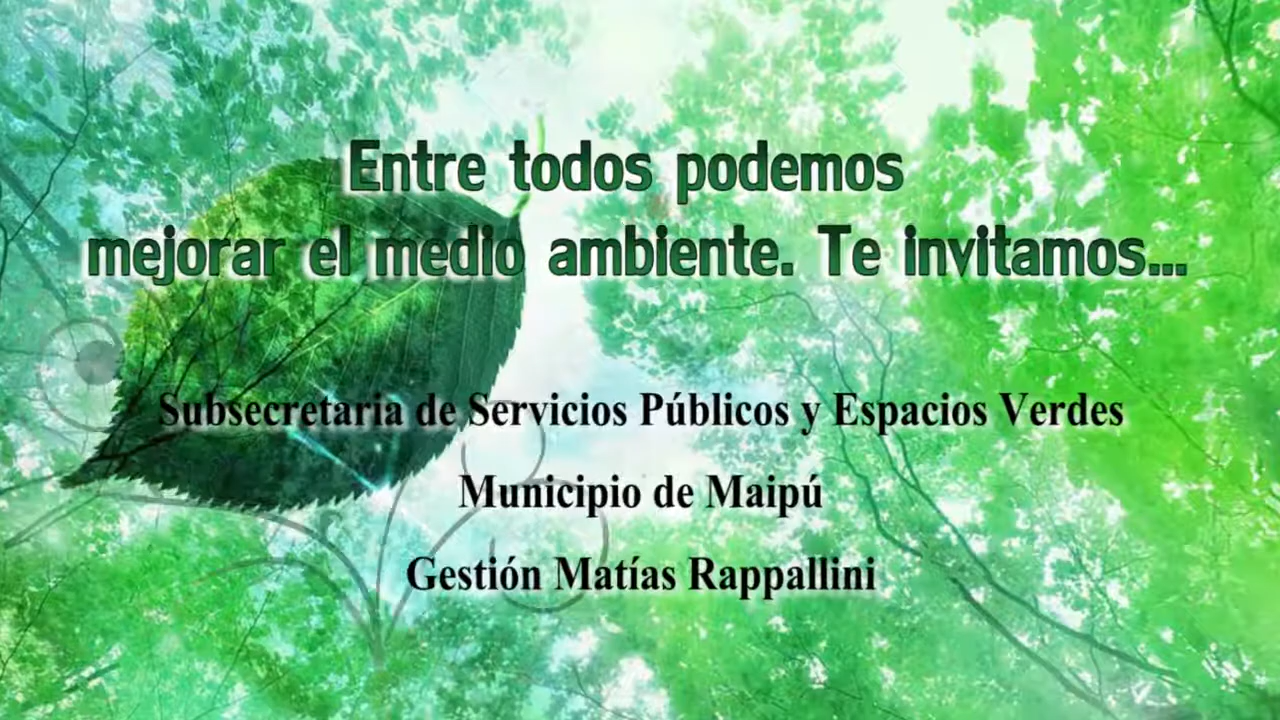 Entre todos podemos
mejorar el medio ambiente. Te invitamos...
Subsecretaria de Servicios Públicos y Espacios Verdes
Municipio de Maipú
Gestión Matías Rappallini